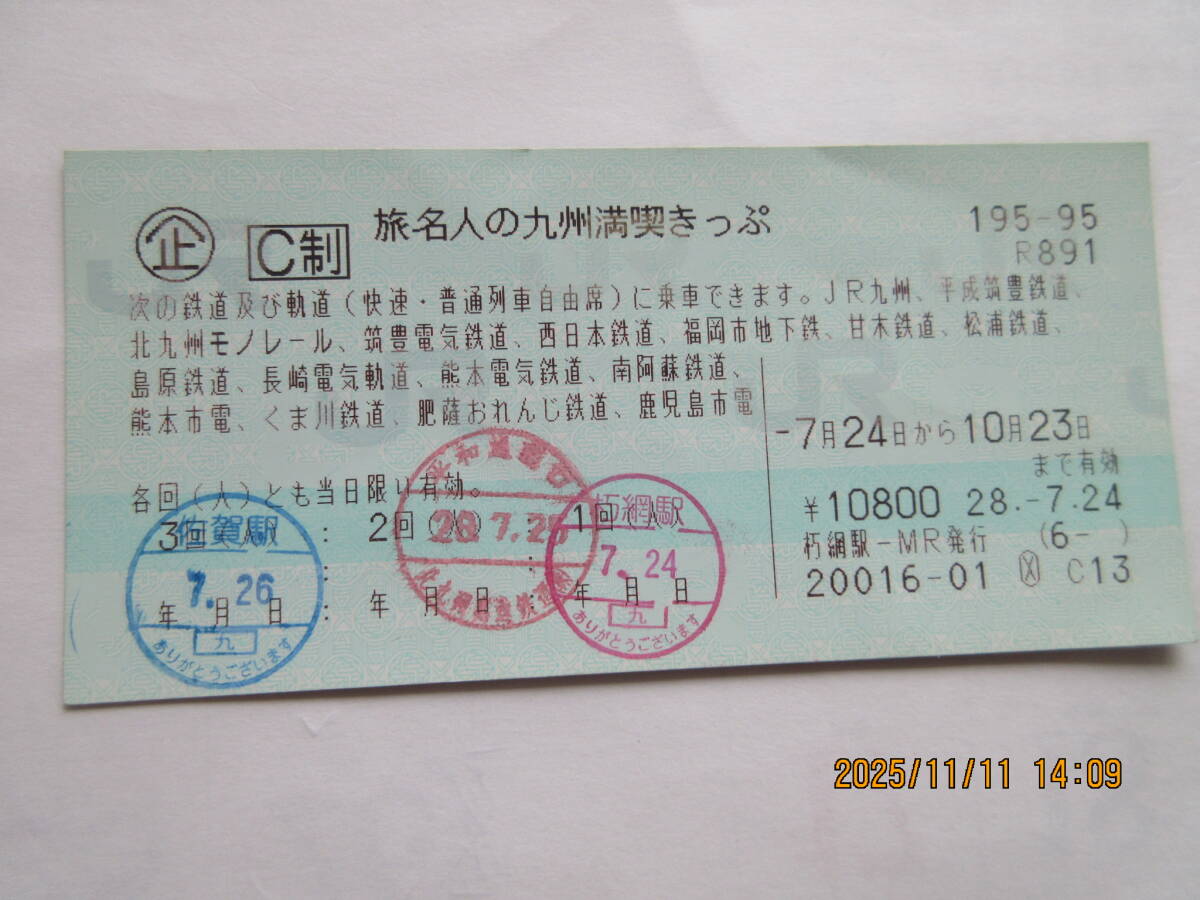 企 C制 旅名人の九州満喫きっぷ 195-95
R891
次の鉄道及び軌道(快速・普通列車自由席)に乗車できます。JR九州、平成筑豊鉄道、
北九州モノレール、筑豊電気鉄道、西日本鉄道、福岡市地下鉄、甘木鉄道、松浦鉄道、
島原鉄道、長崎電気軌道、熊本電気鉄道、南阿蘇鉄道、
熊本市電、くま川鉄道、肥薩おれんじ鉄道、鹿児島市電
-7月24日から10月23日
まで有効
各回(人)とも当日限り有効。
¥10800 28.-7.24
朽網駅-MR発行 (6- )
20016-01 X C13
3回(人) : 2回(人) : 1回(人)
年 月 日 : 年 月 日 : 年 月 日
佐賀駅
7.26
九
ありがとうございます
28.7.25
朽網駅
7.24
九
ありがとうございます
2025/11/11 14:09